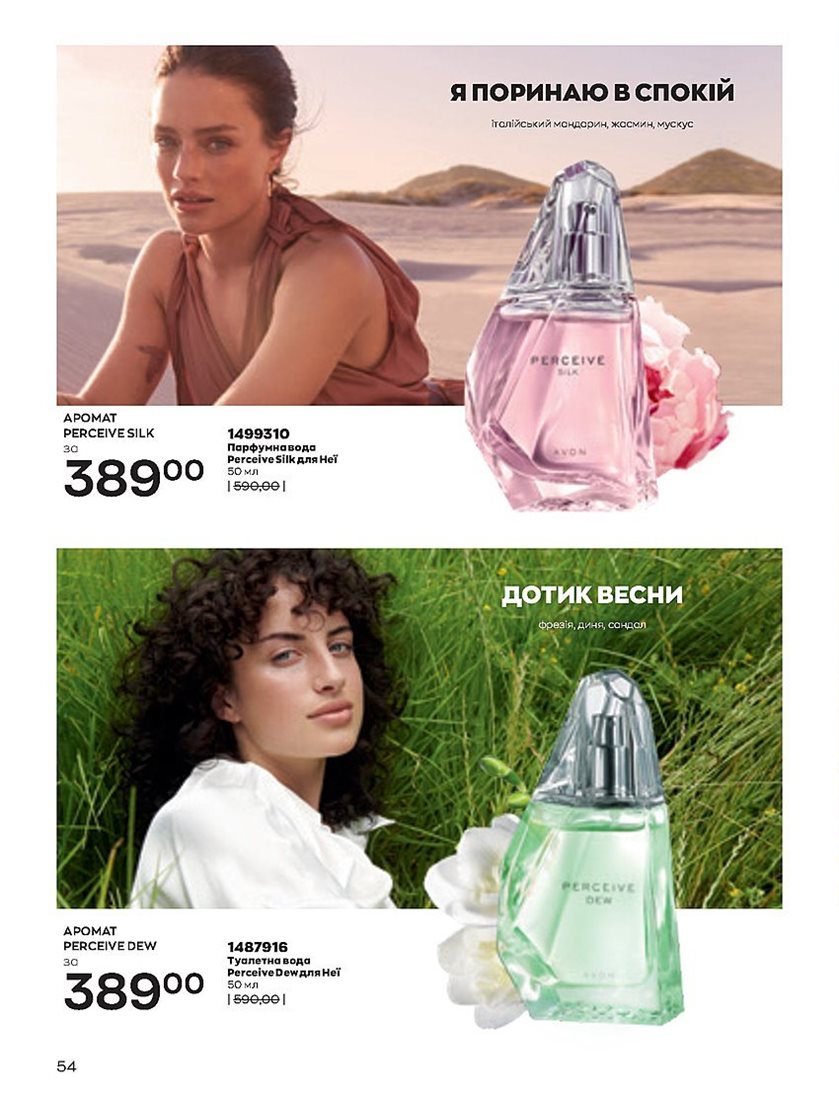 Я ПОРИНАЮ В СПОКІЙ
італійський мандарин, жасмин, мускус
PERCEIVE
SILK
AVON
АРОМАТ
PERCEIVE SILK
за
389⁰⁰
1499310
Парфумна вода
Perceive Silk для Неї
50 мл
| 590,00 |
ДОТИК ВЕСНИ
фрезія, диня, сандал
PERCEIVE
DEW
AVON
АРОМАТ
PERCEIVE DEW
за
389⁰⁰
1487916
Туалетна вода
Perceive Dew для Неї
50 мл
| 590,00 |
54